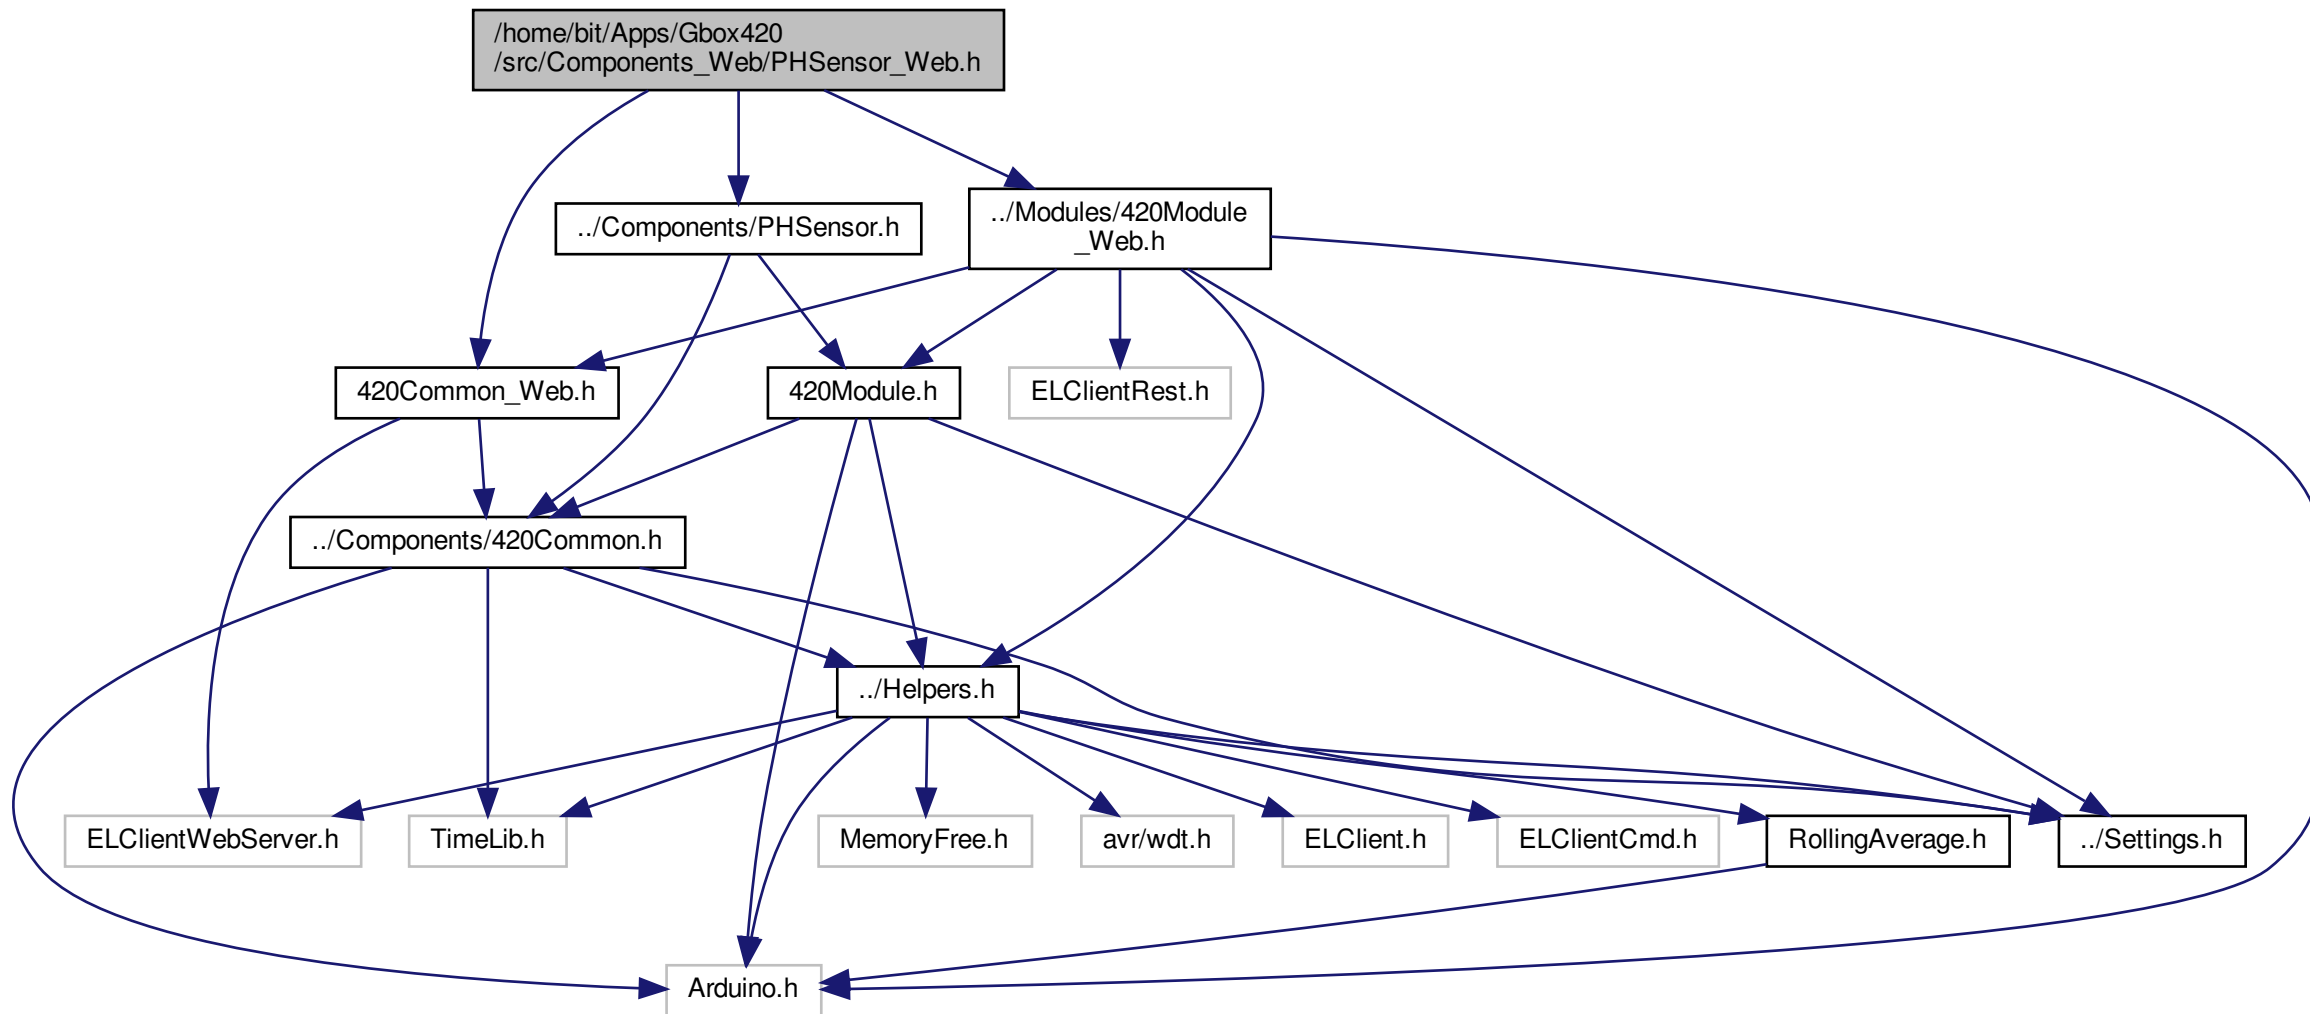 /home/bit/Apps/Gbox420
/src/Components_Web/PHSensor_Web.h
../Components/PHSensor.h
../Modules/420Module
_Web.h
420Common_Web.h
420Module.h
ELClientRest.h
../Components/420Common.h
../Helpers.h
ELClientWebServer.h
TimeLib.h
MemoryFree.h
avr/wdt.h
ELClient.h
ELClientCmd.h
RollingAverage.h
../Settings.h
Arduino.h